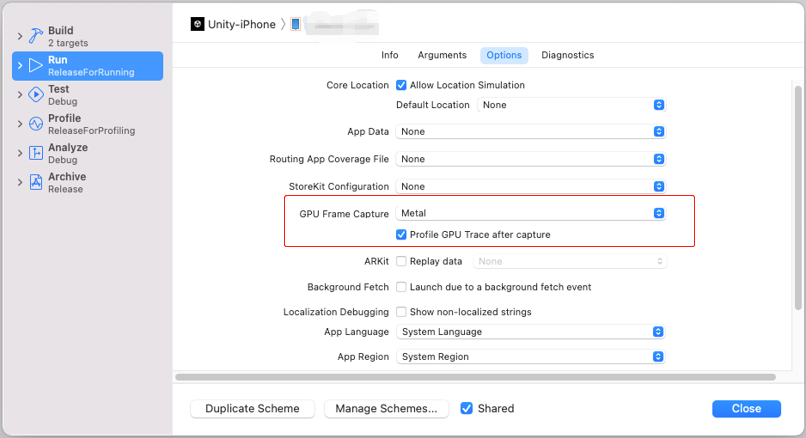 Unity-iPhone
Build
2 targets
Run
ReleaseForRunning
Test
Debug
Profile
ReleaseForProfiling
Analyze
Debug
Archive
Release
Info Arguments Options Diagnostics
Core Location Allow Location Simulation
Default Location None
App Data None
Routing App Coverage File None
StoreKit Configuration None
GPU Frame Capture Metal
Profile GPU Trace after capture
ARKit Replay data None
Background Fetch Launch due to a background fetch event
Localization Debugging Show non-localized strings
App Language System Language
App Region System Region
Duplicate Scheme Manage Schemes... Shared Close